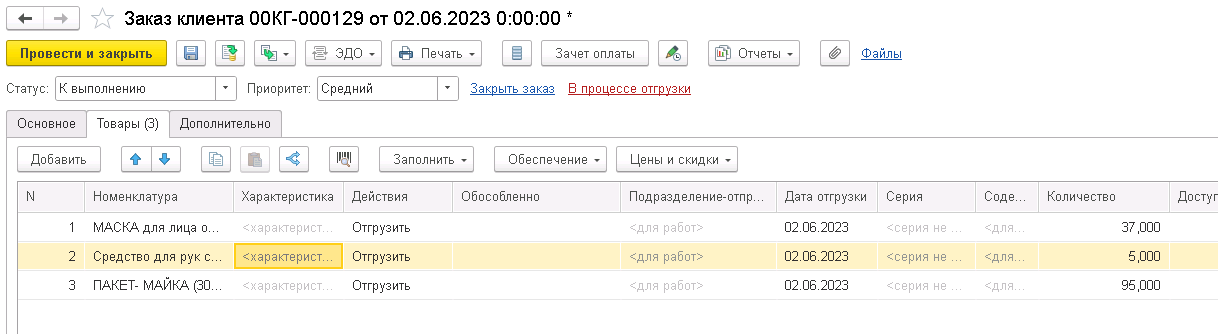 Заказ клиента 00КГ-000129 от 02.06.2023 0:00:00 *
Провести и закрыть ЭДО Печать Зачет оплаты Отчеты Файлы
Статус: К выполнению Приоритет: Средний Закрыть заказ В процессе отгрузки
Основное Товары (3) Дополнительно
Добавить Заполнить Обеспечение Цены и скидки
N Номенклатура Характеристика Действия Обособленно Подразделение-отпр... Дата отгрузки Серия Соде... Количество Доступ
1 МАСКА для лица о... <характерист... Отгрузить <для работ> 02.06.2023 <серия не ... <для... 37,000
2 Средство для рук с... <характерист... Отгрузить <для работ> 02.06.2023 <серия не ... <для... 5,000
3 ПАКЕТ- МАЙКА (30... <характерист... Отгрузить <для работ> 02.06.2023 <серия не ... <для... 95,000